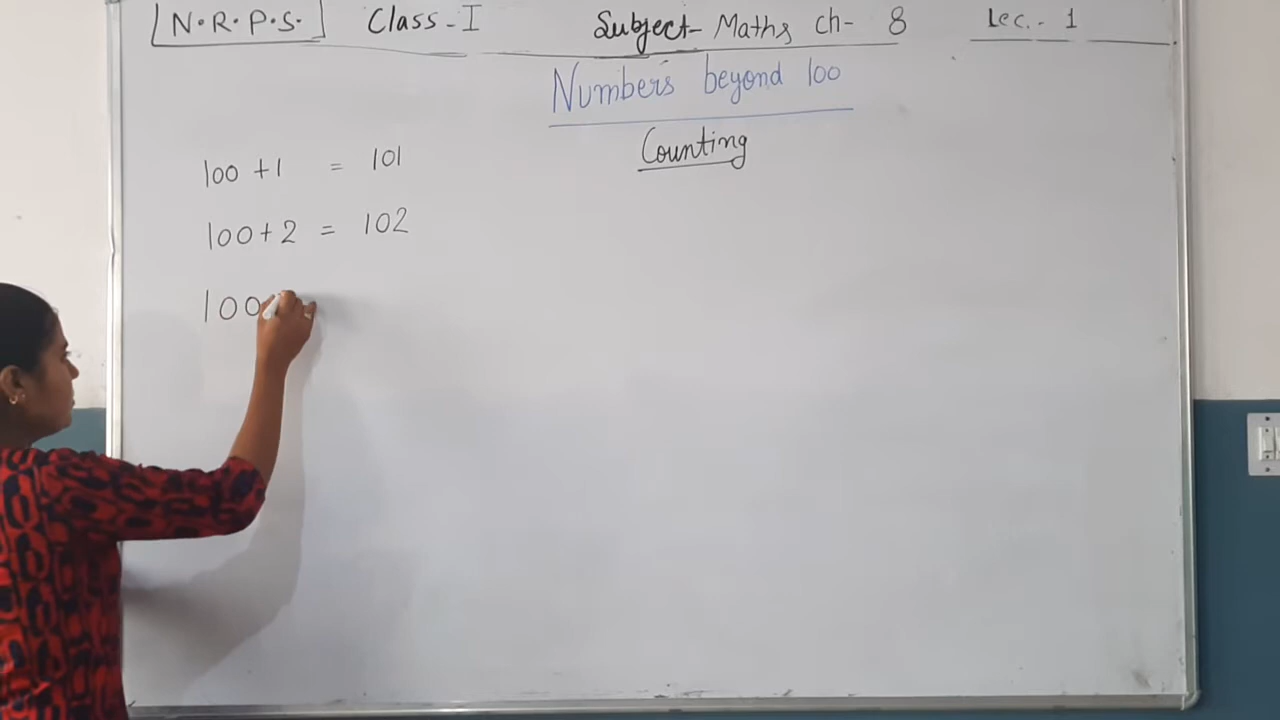 N.R.P.S. Class-I Subject- Maths ch- 8 Lec.- 1
Numbers beyond 100
Counting
100 +1 = 101
100+2 = 102
100